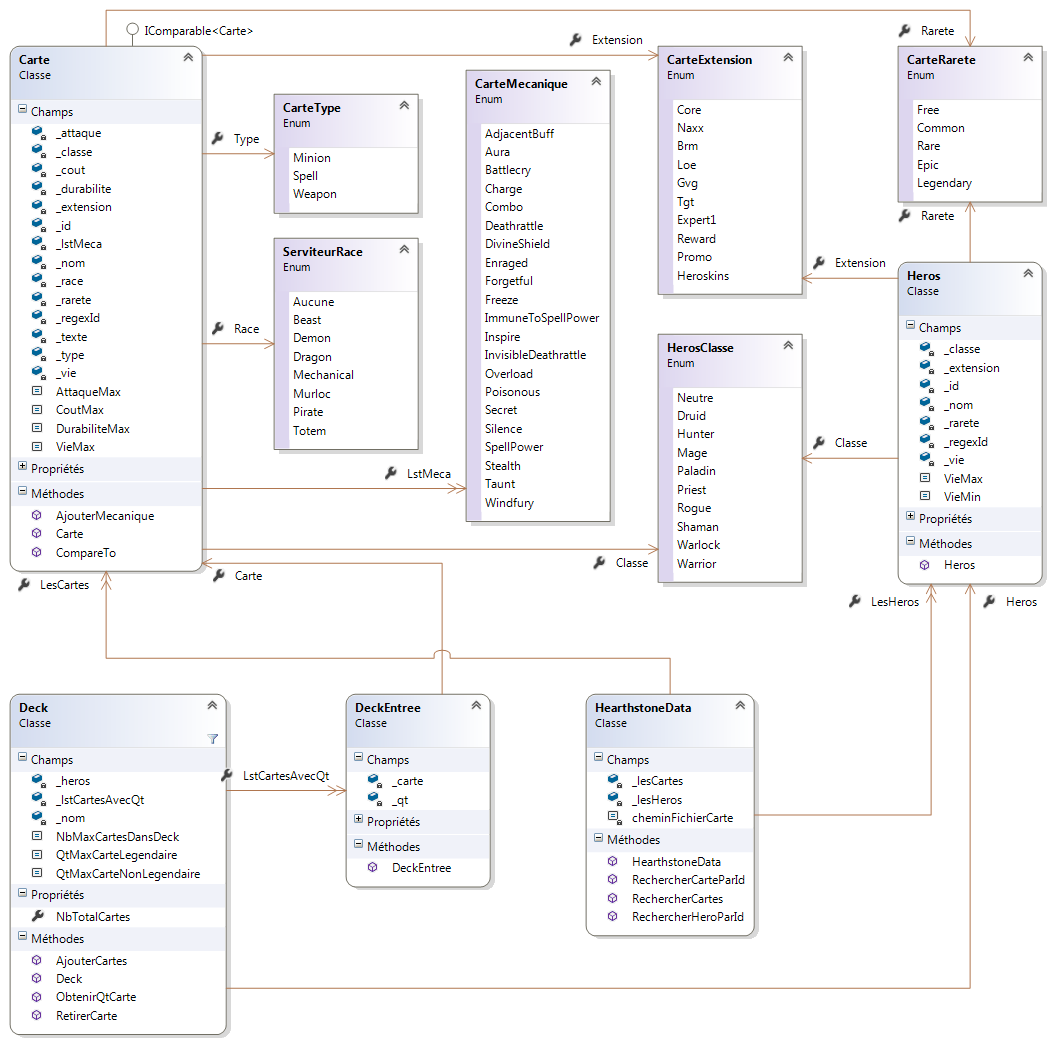 IComparable<Carte>
Carte
Classe
Champs
_attaque
_classe
_cout
_durabilite
_extension
_id
_lstMeca
_nom
_race
_rarete
_regexId
_texte
_type
_vie
AttaqueMax
CoutMax
DurabiliteMax
VieMax
Propriétés
Méthodes
AjouterMecanique
Carte
CompareTo
Type
CarteType
Enum
Minion
Spell
Weapon
Race
ServiteurRace
Enum
Aucune
Beast
Demon
Dragon
Mechanical
Murloc
Pirate
Totem
LstMeca
CarteMecanique
Enum
AdjacentBuff
Aura
Battlecry
Charge
Combo
Deathrattle
DivineShield
Enraged
Forgetful
Freeze
ImmuneToSpellPower
Inspire
InvisibleDeathrattle
Overload
Poisonous
Secret
Silence
SpellPower
Stealth
Taunt
Windfury
Extension
CarteExtension
Enum
Core
Naxx
Brm
Loe
Gvg
Tgt
Expert1
Reward
Promo
Heroskins
Rarete
CarteRarete
Enum
Free
Common
Rare
Epic
Legendary
Rarete
Extension
HerosClasse
Enum
Neutre
Druid
Hunter
Mage
Paladin
Priest
Rogue
Shaman
Warlock
Warrior
Classe
Classe
Heros
Classe
Champs
_classe
_extension
_id
_nom
_rarete
_regexId
_vie
VieMax
VieMin
Propriétés
Méthodes
Heros
LesCartes
Carte
LesHeros
Heros
Deck
Classe
Champs
_heros
_lstCartesAvecQt
_nom
NbMaxCartesDansDeck
QtMaxCarteLegendaire
QtMaxCarteNonLegendaire
Propriétés
NbTotalCartes
Méthodes
AjouterCartes
Deck
ObtenirQtCarte
RetirerCarte
LstCartesAvecQt
DeckEntree
Classe
Champs
_carte
_qt
Propriétés
Méthodes
DeckEntree
HearthstoneData
Classe
Champs
_lesCartes
_lesHeros
cheminFichierCarte
Méthodes
HearthstoneData
RechercherCarteParId
RechercherCartes
RechercherHeroParId